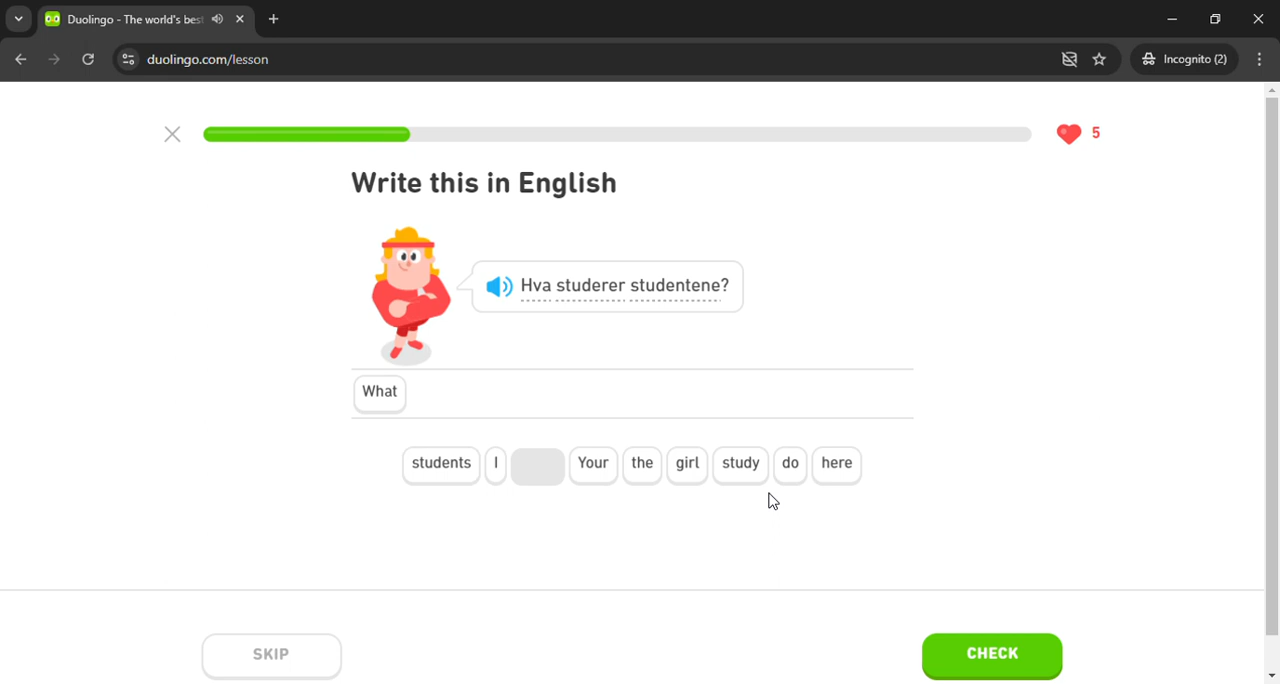 Duolingo - The world's best
duolingo.com/lesson
Incognito (2)
5
Write this in English
Hva studerer studentene?
What
students I Your the girl study do here
SKIP
CHECK